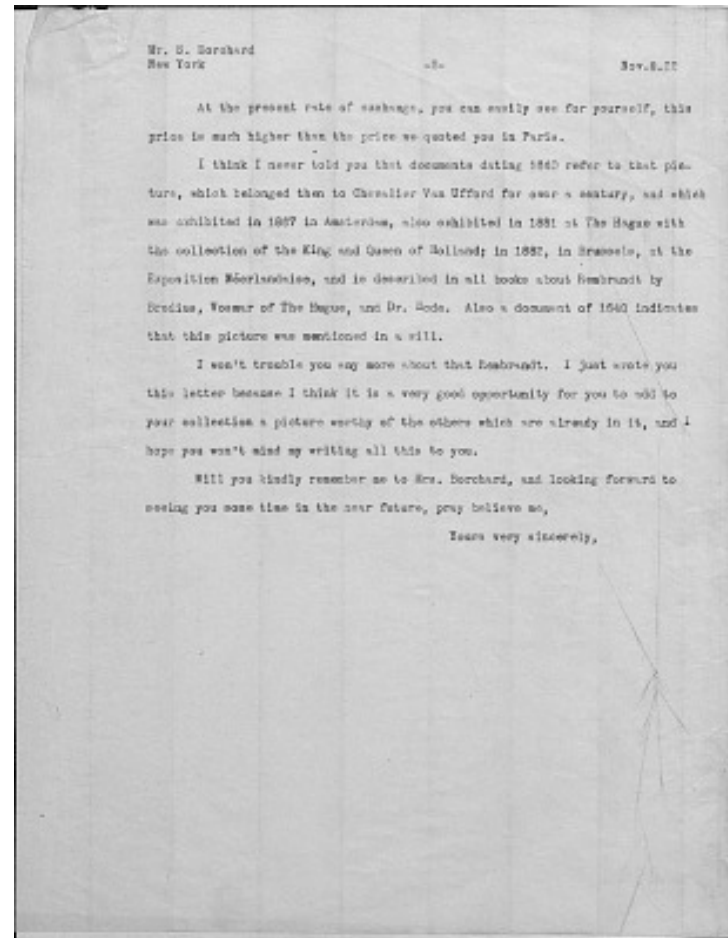 Mr. S. Borchard
New York -2- Nov.8.22
At the present rate of exchange, you can easily see for yourself, this
price is much higher than the price we quoted you in Paris.
I think I never told you that documents dating 1640 refer to that pic-
ture, which belonged then to Chevalier Van Ufford for over a century, and which
was exhibited in 1867 in Amsterdam, also exhibited in 1881 at The Hague with
the collection of the King and Queen of Holland; in 1882, in Brussels, at the
Exposition Néerlandaise, and is described in all books about Rembrandt by
Bredius, Vosmar of The Hague, and Dr. Bode. Also a document of 1640 indicates
that this picture was mentioned in a will.
I won't trouble you any more about that Rembrandt. I just wrote you
this letter because I think it is a very good opportunity for you to add to
your collection a picture worthy of the others which are already in it, and I
hope you won't mind my writing all this to you.
Will you kindly remember me to Mrs. Borchard, and looking forward to
seeing you some time in the near future, pray believe me,
Yours very sincerely,